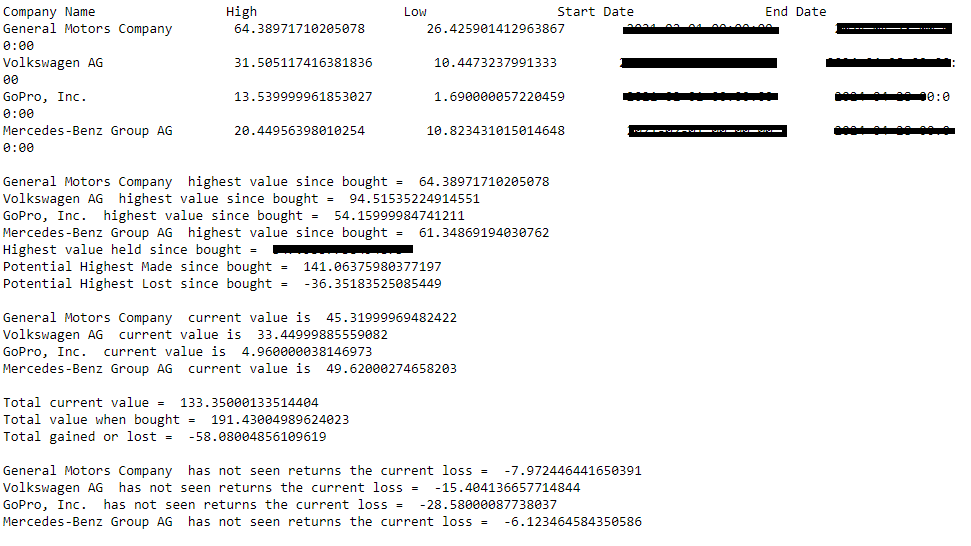 Company Name High Low Start Date End Date
General Motors Company 64.38971710205078 26.425901412963867
0:00
Volkswagen AG 31.505117416381836 10.4473237991333 :
00
GoPro, Inc. 13.539999961853027 1.690000057220459 0:0
0:00
Mercedes-Benz Group AG 20.44956398010254 10.823431015014648
0:00
General Motors Company highest value since bought = 64.38971710205078
Volkswagen AG highest value since bought = 94.51535224914551
GoPro, Inc. highest value since bought = 54.15999984741211
Mercedes-Benz Group AG highest value since bought = 61.34869194030762
Highest value held since bought =
Potential Highest Made since bought = 141.06375980377197
Potential Highest Lost since bought = -36.35183525085449
General Motors Company current value is 45.31999969482422
Volkswagen AG current value is 33.44999885559082
GoPro, Inc. current value is 4.960000038146973
Mercedes-Benz Group AG current value is 49.62000274658203
Total current value = 133.35000133514404
Total value when bought = 191.43004989624023
Total gained or lost = -58.08004856109619
General Motors Company has not seen returns the current loss = -7.972446441650391
Volkswagen AG has not seen returns the current loss = -15.404136657714844
GoPro, Inc. has not seen returns the current loss = -28.58000087738037
Mercedes-Benz Group AG has not seen returns the current loss = -6.123464584350586